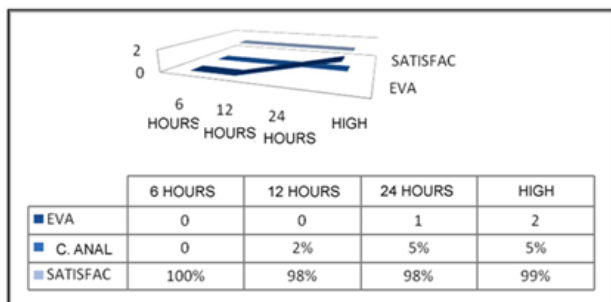 2
0
SATISFAC
EVA
6 HOURS
12 HOURS
24 HOURS
HIGH
6 HOURS 12 HOURS 24 HOURS HIGH
EVA 0 0 1 2
C. ANAL 0 2% 5% 5%
SATISFAC 100% 98% 98% 99%